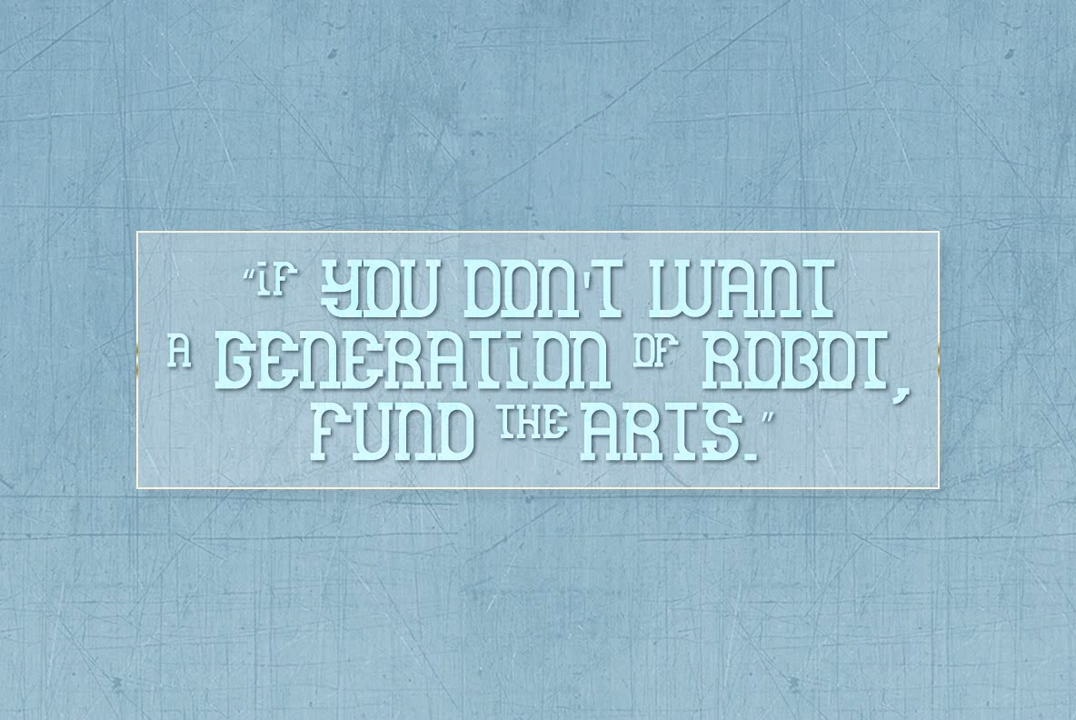 “iF YOU DON'T WANT
A GENERATiON OF ROBOT,
FUND THE ARTS.”